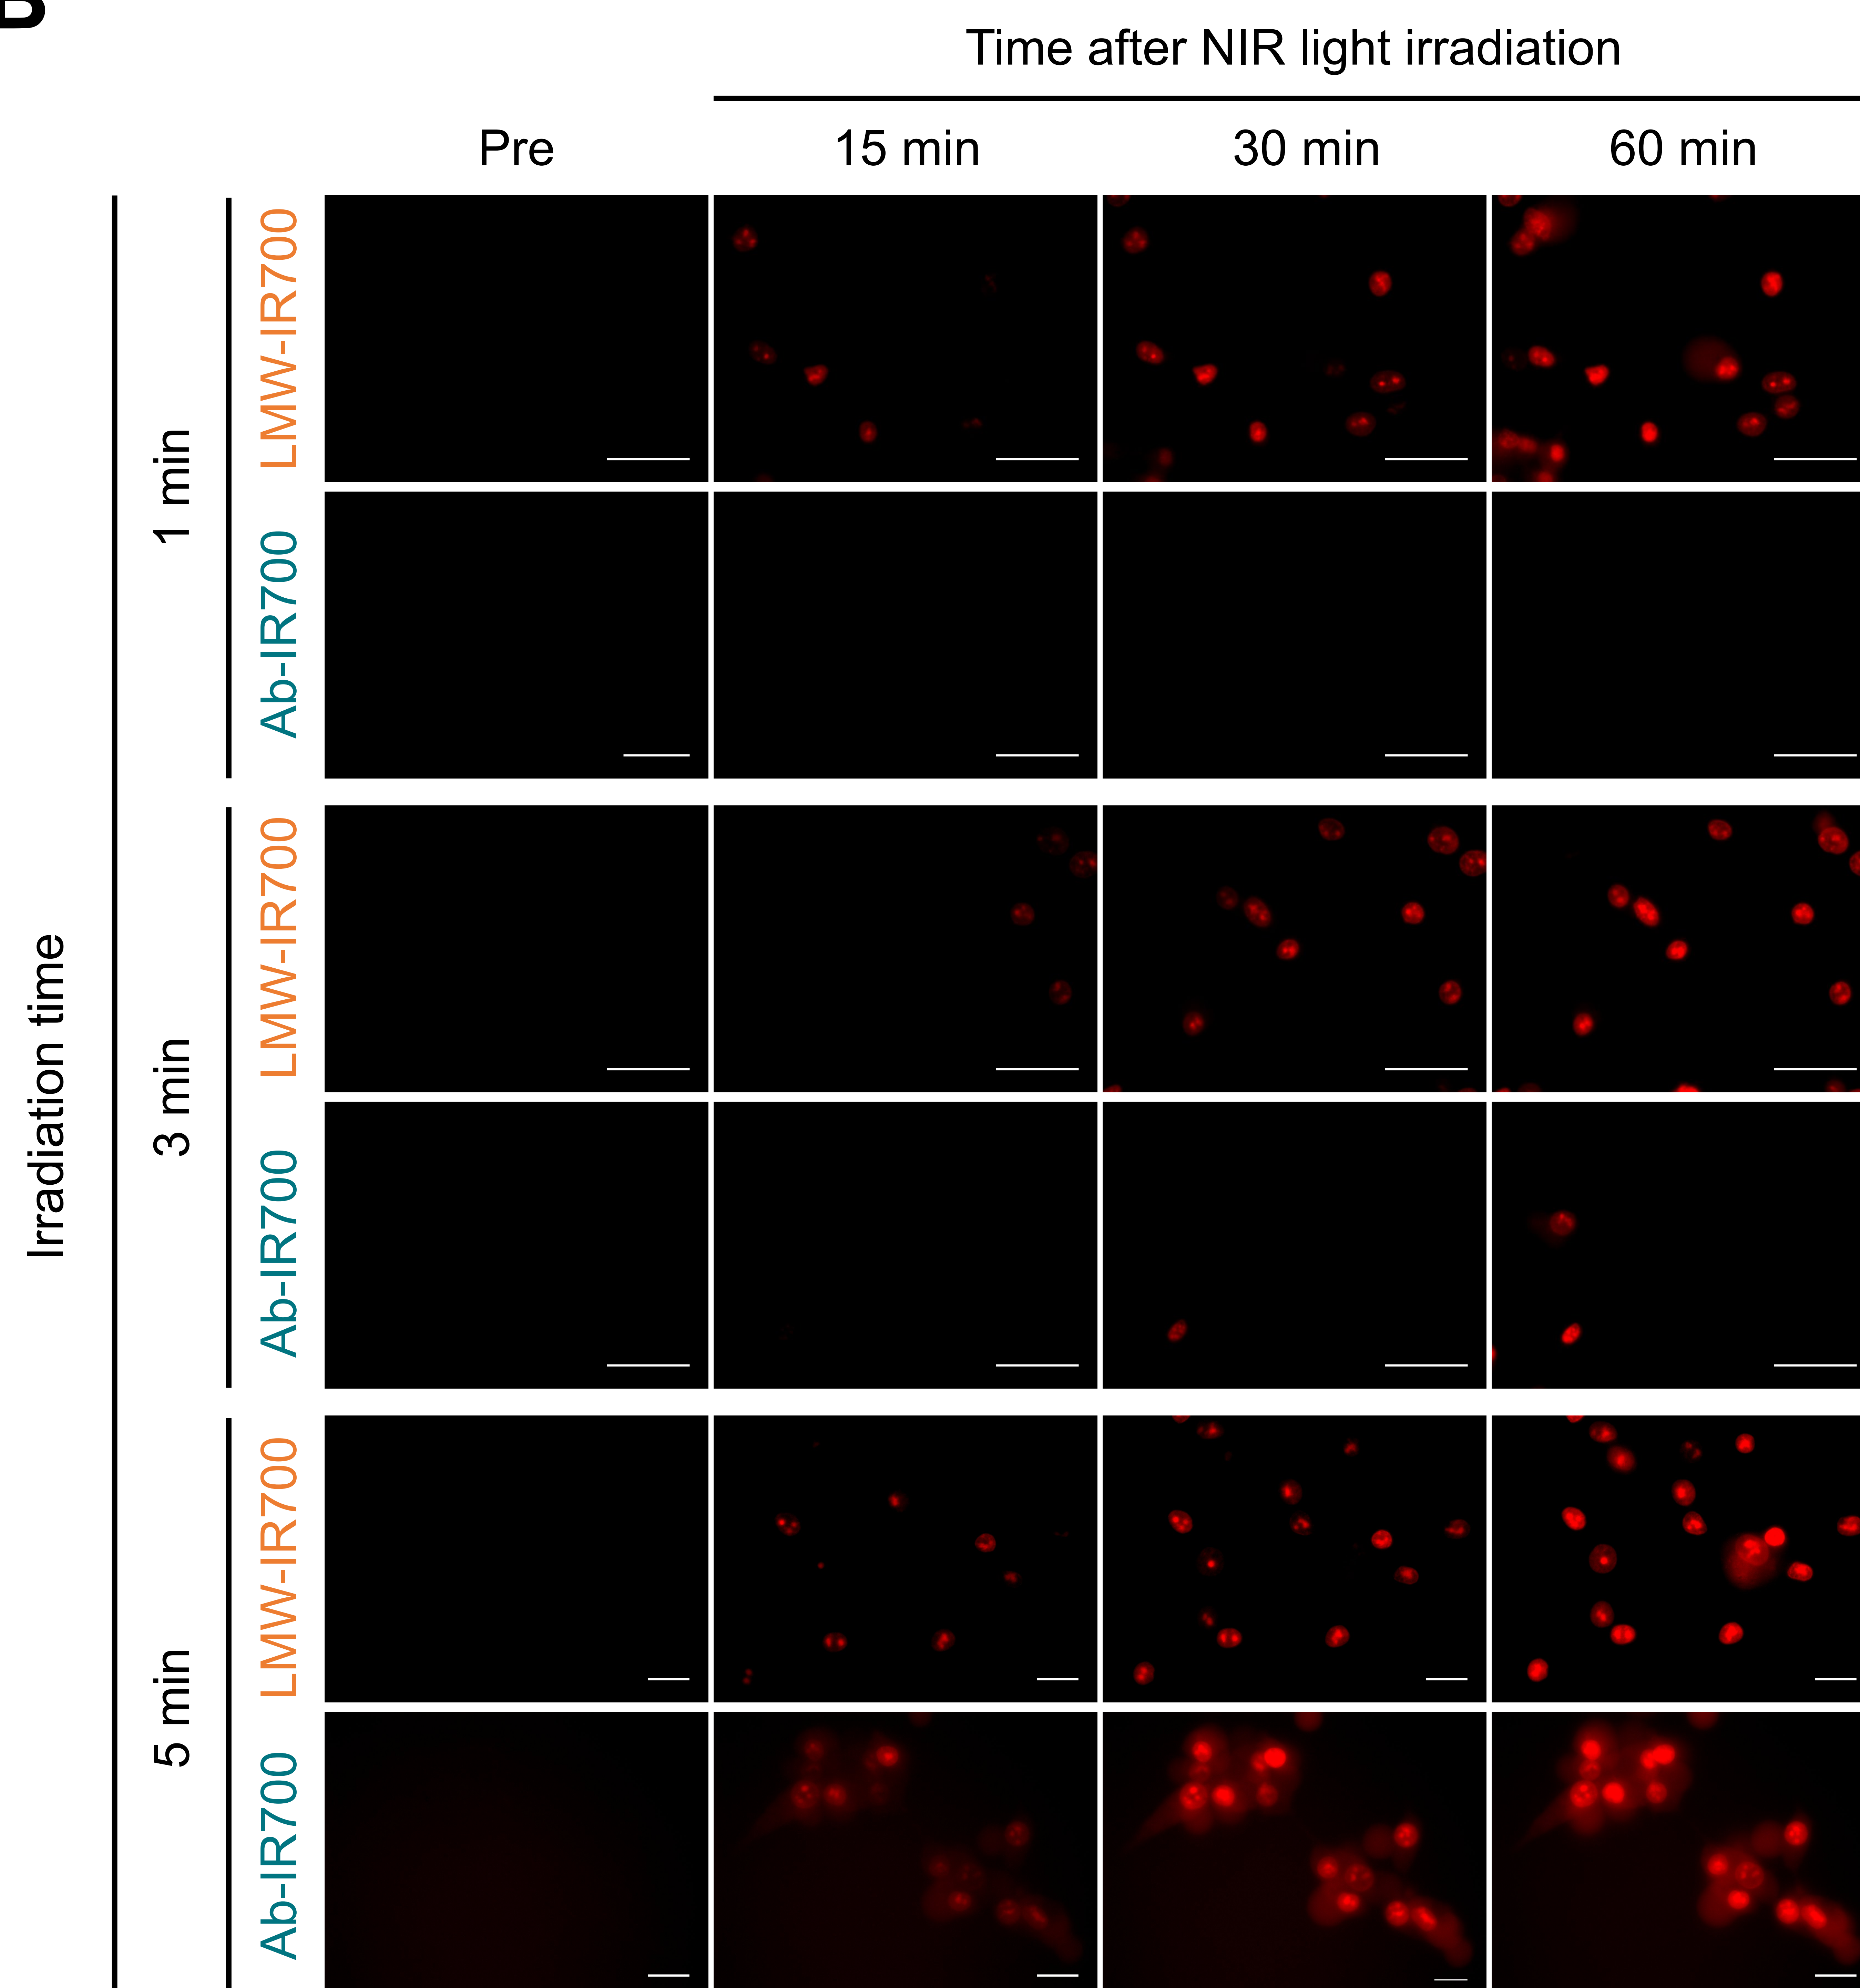 B
Time after NIR light irradiation
Pre
15 min
30 min
60 min
Irradiation time
1 min
LMW-IR700
Ab-IR700
3 min
LMW-IR700
Ab-IR700
5 min
LMW-IR700
Ab-IR700